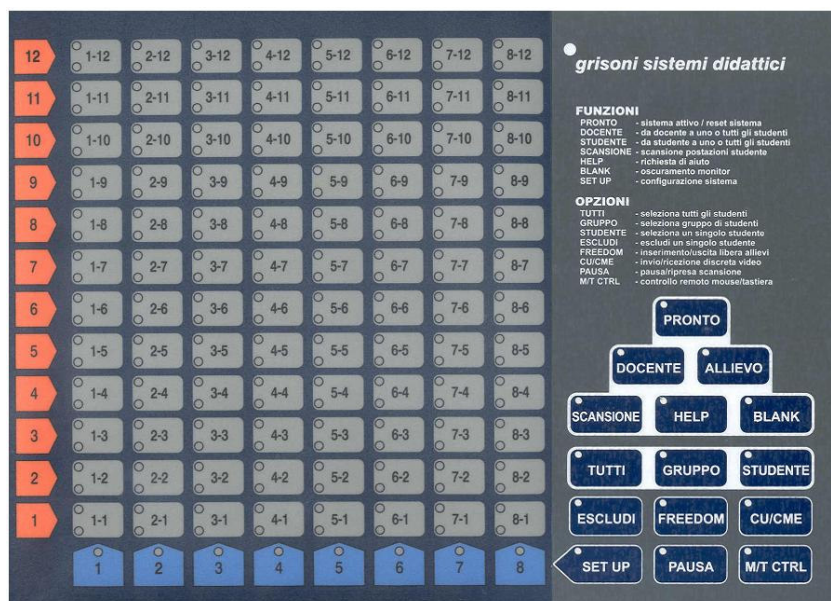 12 1-12 2-12 3-12 4-12 5-12 6-12 7-12 8-12
11 1-11 2-11 3-11 4-11 5-11 6-11 7-11 8-11
10 1-10 2-10 3-10 4-10 5-10 6-10 7-10 8-10
9 1-9 2-9 3-9 4-9 5-9 6-9 7-9 8-9
8 1-8 2-8 3-8 4-8 5-8 6-8 7-8 8-8
7 1-7 2-7 3-7 4-7 5-7 6-7 7-7 8-7
6 1-6 2-6 3-6 4-6 5-6 6-6 7-6 8-6
5 1-5 2-5 3-5 4-5 5-5 6-5 7-5 8-5
4 1-4 2-4 3-4 4-4 5-4 6-4 7-4 8-4
3 1-3 2-3 3-3 4-3 5-3 6-3 7-3 8-3
2 1-2 2-2 3-2 4-2 5-2 6-2 7-2 8-2
1 1-1 2-1 3-1 4-1 5-1 6-1 7-1 8-1
1 2 3 4 5 6 7 8
grisoni sistemi didattici
FUNZIONI
PRONTO - sistema attivo / reset sistema
DOCENTE - da docente a uno o tutti gli studenti
STUDENTE - da studente a uno o tutti gli studenti
SCANSIONE - scansione postazioni studente
HELP - richiesta di aiuto
BLANK - oscuramento monitor
SET UP - configurazione sistema
OPZIONI
TUTTI - seleziona tutti gli studenti
GRUPPO - seleziona gruppo di studenti
STUDENTE - seleziona un singolo studente
ESCLUDI - escludi un singolo studente
FREEDOM - inserimento/uscita libera allievi
CU/CME - invio/ricezione discreta video
PAUSA - pausa/ripresa scansione
M/T CTRL - controllo remoto mouse/tastiera
PRONTO
DOCENTE ALLIEVO
SCANSIONE HELP BLANK
TUTTI GRUPPO STUDENTE
ESCLUDI FREEDOM CU/CME
SET UP PAUSA M/T CTRL